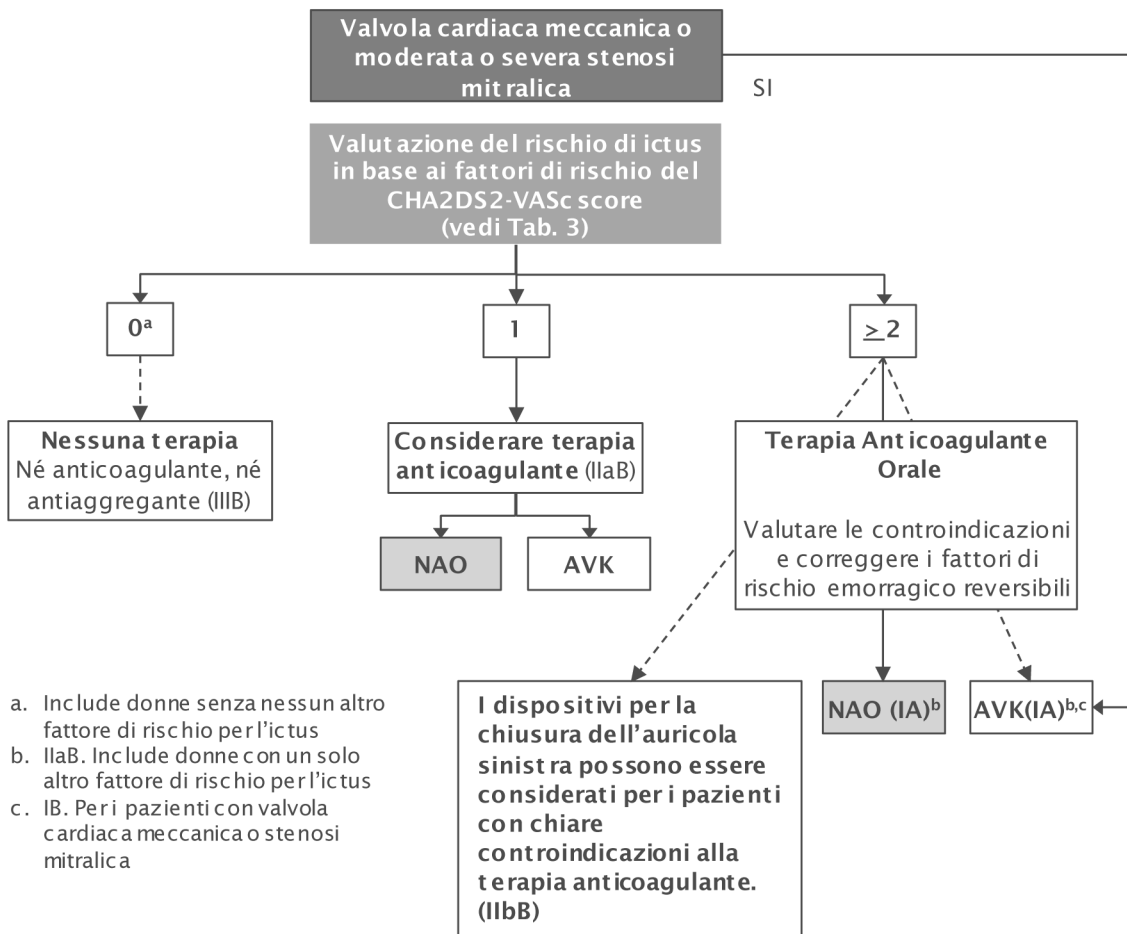 Valvola cardiaca meccanica o
moderata o severa stenosi
mitralica
SI
Valutazione del rischio di ictus
in base ai fattori di rischio del
CHA2DS2-VASc score
(vedi Tab. 3)
0ᵃ
1
≥ 2
Nessuna terapia
Né anticoagulante, né
antiaggregante (IIIB)
Considerare terapia
anticoagulante (IIaB)
NAO
AVK
Terapia Anticoagulante
Orale
Valutare le controindicazioni
e correggere i fattori di
rischio emorragico reversibili
I dispositivi per la
chiusura dell'auricola
sinistra possono essere
considerati per i pazienti
con chiare
controindicazioni alla
terapia anticoagulante.
(IIbB)
NAO (IA)ᵇ
AVK(IA)ᵇ,ᶜ
a. Include donne senza nessun altro
fattore di rischio per l'ictus
b. IIaB. Include donne con un solo
altro fattore di rischio per l'ictus
c. IB. Per i pazienti con valvola
cardiaca meccanica o stenosi
mitralica